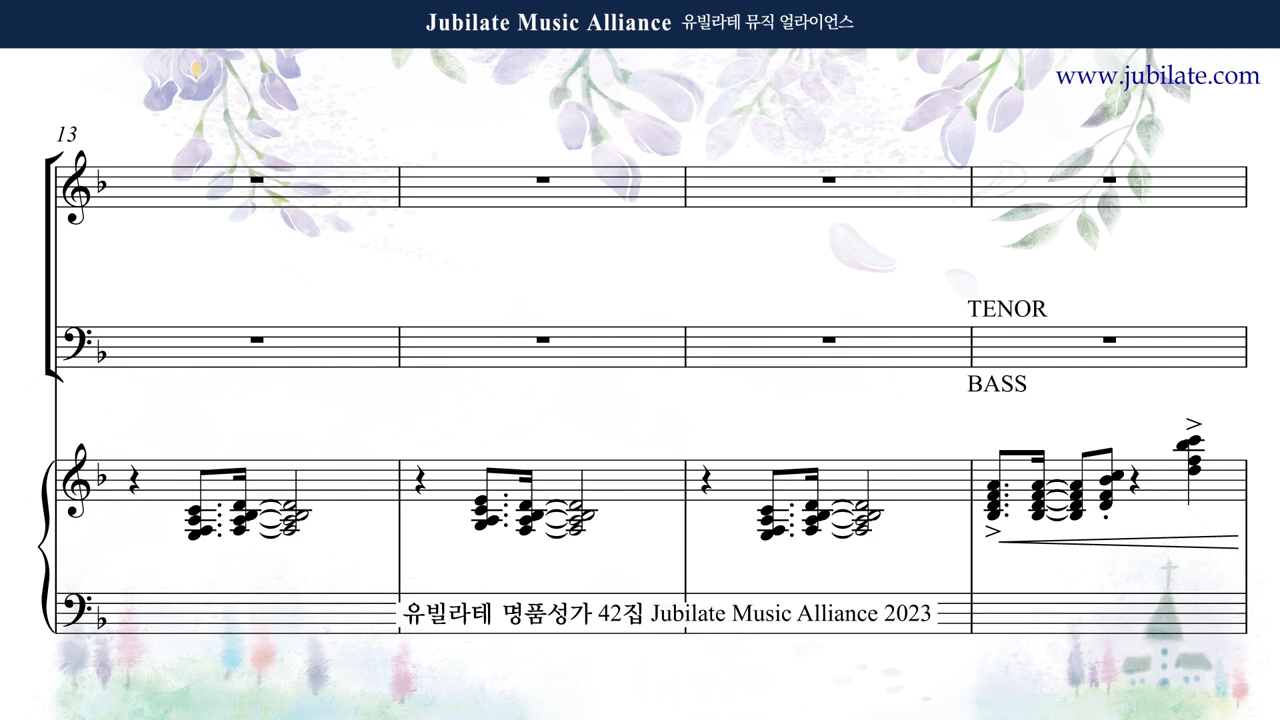 Jubilate Music Alliance 유빌라테 뮤직 얼라이언스
www.jubilate.com
13
TENOR
BASS
유빌라테 명품성가 42집 Jubilate Music Alliance 2023